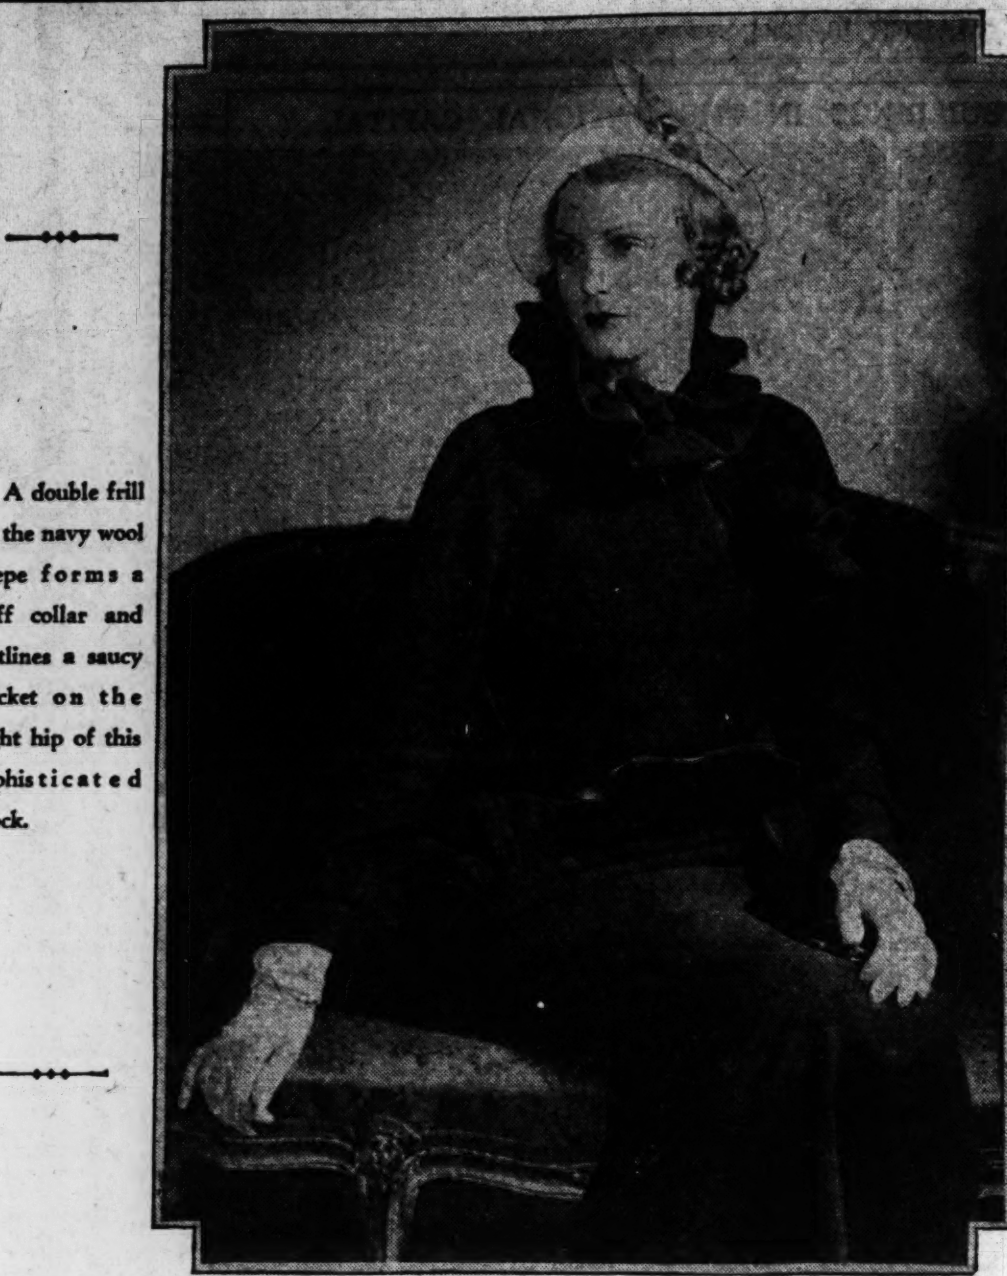 A double frill
the navy wool
epe forms a
ff collar and
tlines a saucy
cket on the
ht hip of this
phisticated
ck.